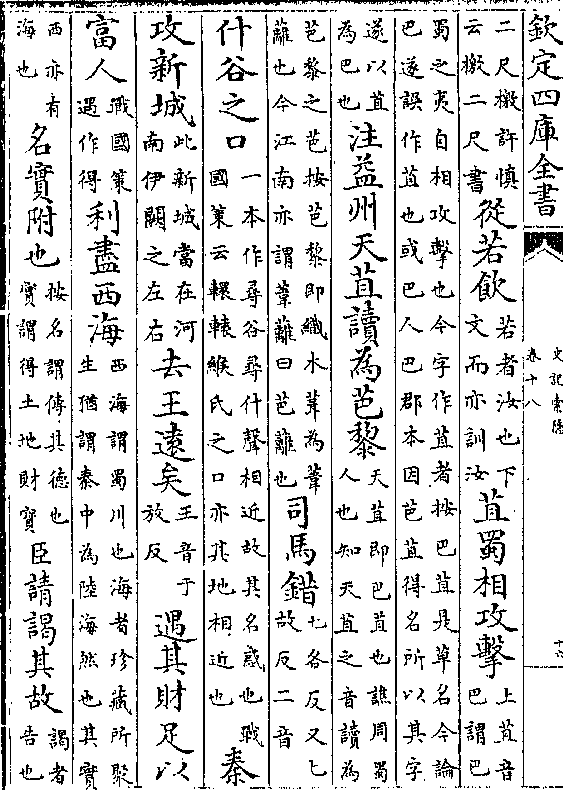 欽定四庫全書
史記索隱
卷十八
十六
二尺檄許慎云檄二尺書從若飲若者汝也下文而亦訓汝苴蜀相攻擊上苴音巴謂巴
蜀之夷自相攻擊也今字作苴者按巴苴是草名今論巴遂誤作苴也或巴人巴郡本因芭苴得名所以其字
遂以苴為巴也注益州天苴讀為芭黎天苴即巴苴也譙周蜀人也知天苴之音讀為
芭黎之芭按芭黎即織木葺為葦蘺也今江南亦謂葦蘺曰芭蘺也司馬錯七各反又七故反二音
什谷之口一本作尋谷尋什聲相近故其名惑也戰國策云轘轅緱氏之口亦其地相近也秦
攻新城此新城當在河南伊闕之左右去王遠矣王音于放反遇其財足以
富人戰國策遇作得利盡西海西海謂蜀川也海者珍藏所聚生猶謂秦中為陸海然也其實
西亦有海也名實附也按名謂傳其德也實謂得土地財寶臣請謁其故謁者告也